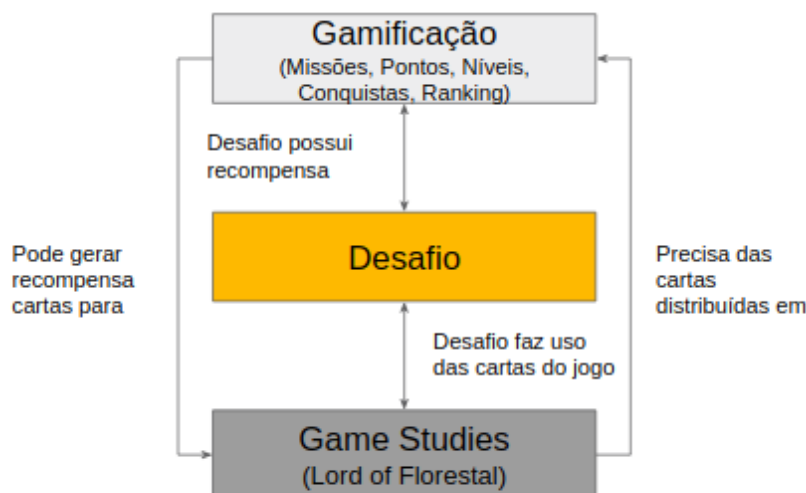 Gamificação
(Missões, Pontos, Níveis,
Conquistas, Ranking)
Desafio possui
recompensa
Desafio
Pode gerar
recompensa
cartas para
Precisa das
cartas
distribuídas em
Desafio faz uso
das cartas do jogo
Game Studies
(Lord of Florestal)